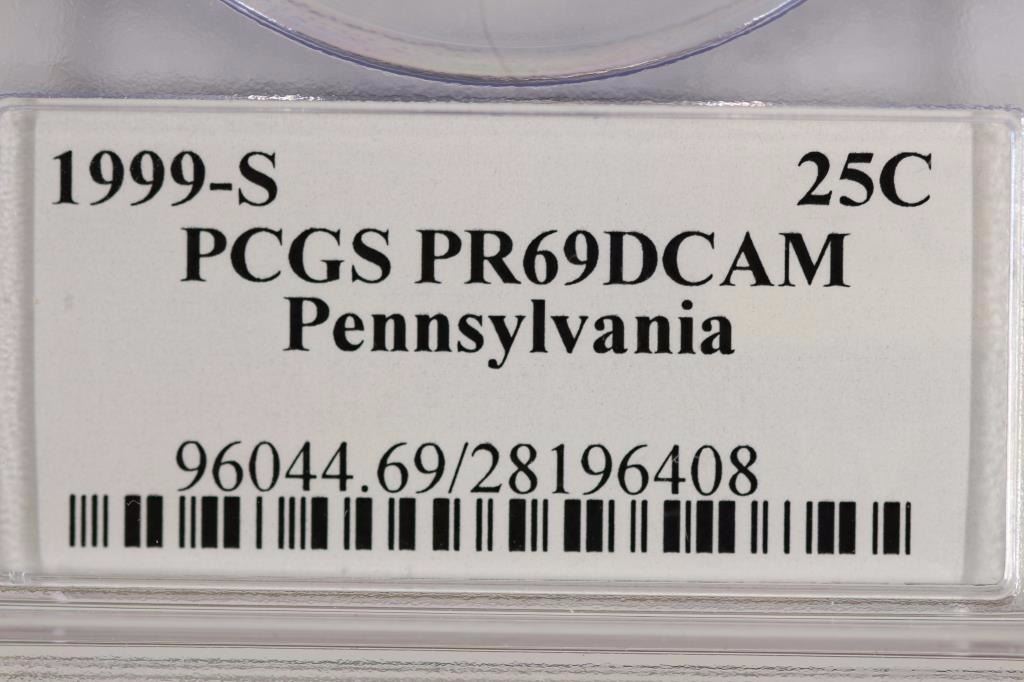 1999-S 25C
PCGS PR69DCAM
Pennsylvania
96044.69/28196408